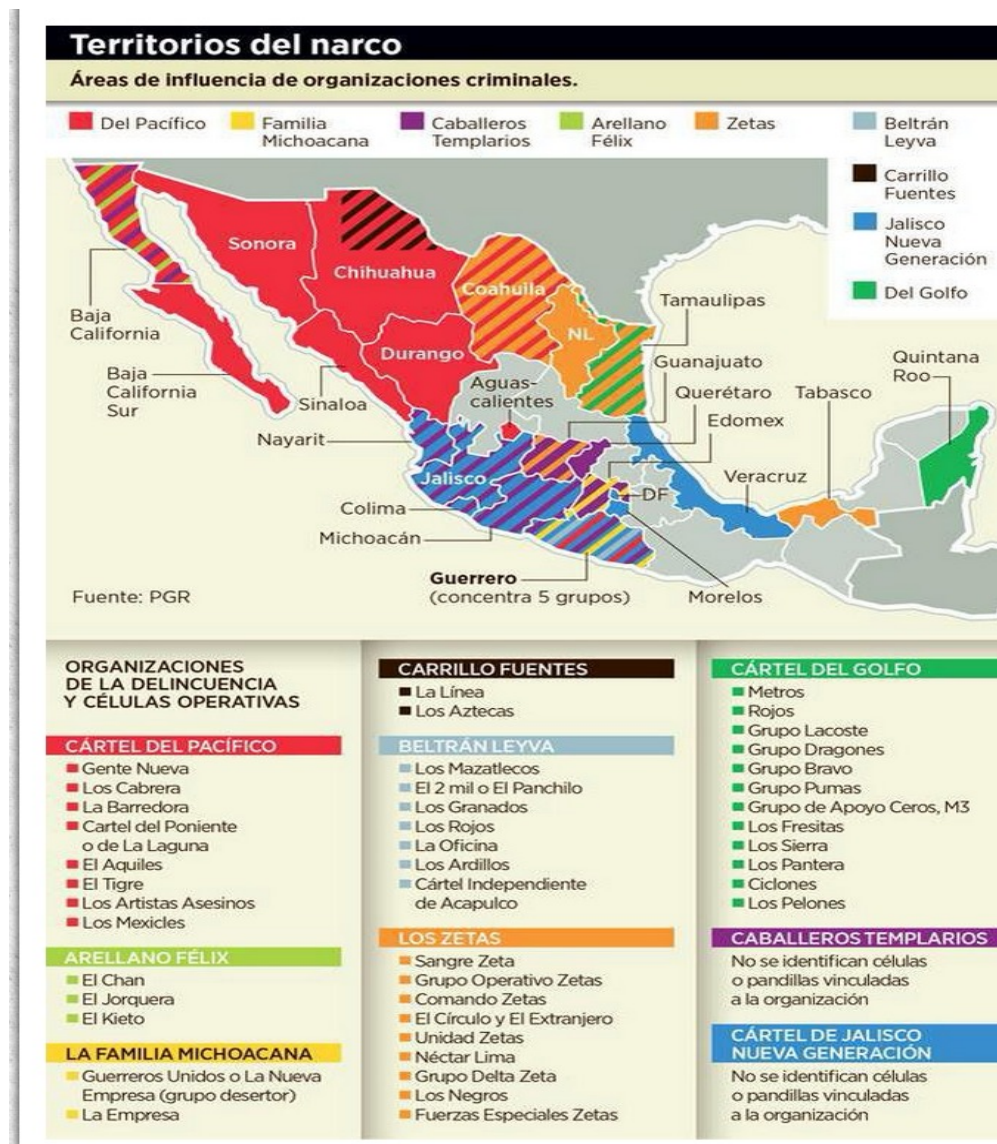 Territorios del narco
Áreas de influencia de organizaciones criminales.
Del Pacífico
Familia
Michoacana
Caballeros
Templarios
Arellano
Félix
Zetas
Beltrán
Leyva
Carrillo
Fuentes
Jalisco
Nueva
Generación
Del Golfo
Sonora
Chihuahua
Coahuila
NL
Durango
Tamaulipas
Baja
California
Baja
California
Sur
Sinaloa
Aguas-
calientes
Guanajuato
Querétaro
Tabasco
Quintana
Roo
Edomex
Nayarit
Jalisco
DF
Veracruz
Colima
Michoacán
Guerrero
(concentra 5 grupos)
Morelos
Fuente: PGR
ORGANIZACIONES
DE LA DELINCUENCIA
Y CÉLULAS OPERATIVAS
CÁRTEL DEL PACÍFICO
Gente Nueva
Los Cabrera
La Barredora
Cartel del Poniente
o de La Laguna
El Aquiles
El Tigre
Los Artistas Asesinos
Los Mexicles
ARELLANO FÉLIX
El Chan
El Jorquera
El Kieto
LA FAMILIA MICHOACANA
Guerreros Unidos o La Nueva
Empresa (grupo desertor)
La Empresa
CARRILLO FUENTES
La Línea
Los Aztecas
BELTRÁN LEYVA
Los Mazatlecos
El 2 mil o El Panchilo
Los Granados
Los Rojos
La Oficina
Los Ardillos
Cártel Independiente
de Acapulco
LOS ZETAS
Sangre Zeta
Grupo Operativo Zetas
Comando Zetas
El Círculo y El Extranjero
Unidad Zetas
Néctar Lima
Grupo Delta Zeta
Los Negros
Fuerzas Especiales Zetas
CÁRTEL DEL GOLFO
Metros
Rojos
Grupo Lacoste
Grupo Dragones
Grupo Bravo
Grupo Pumas
Grupo de Apoyo Ceros, M3
Los Fresitas
Los Sierra
Los Pantera
Ciclones
Los Pelones
CABALLEROS TEMPLARIOS
No se identifican células
o pandillas vinculadas
a la organización
CÁRTEL DE JALISCO
NUEVA GENERACIÓN
No se identifican células
o pandillas vinculadas
a la organización